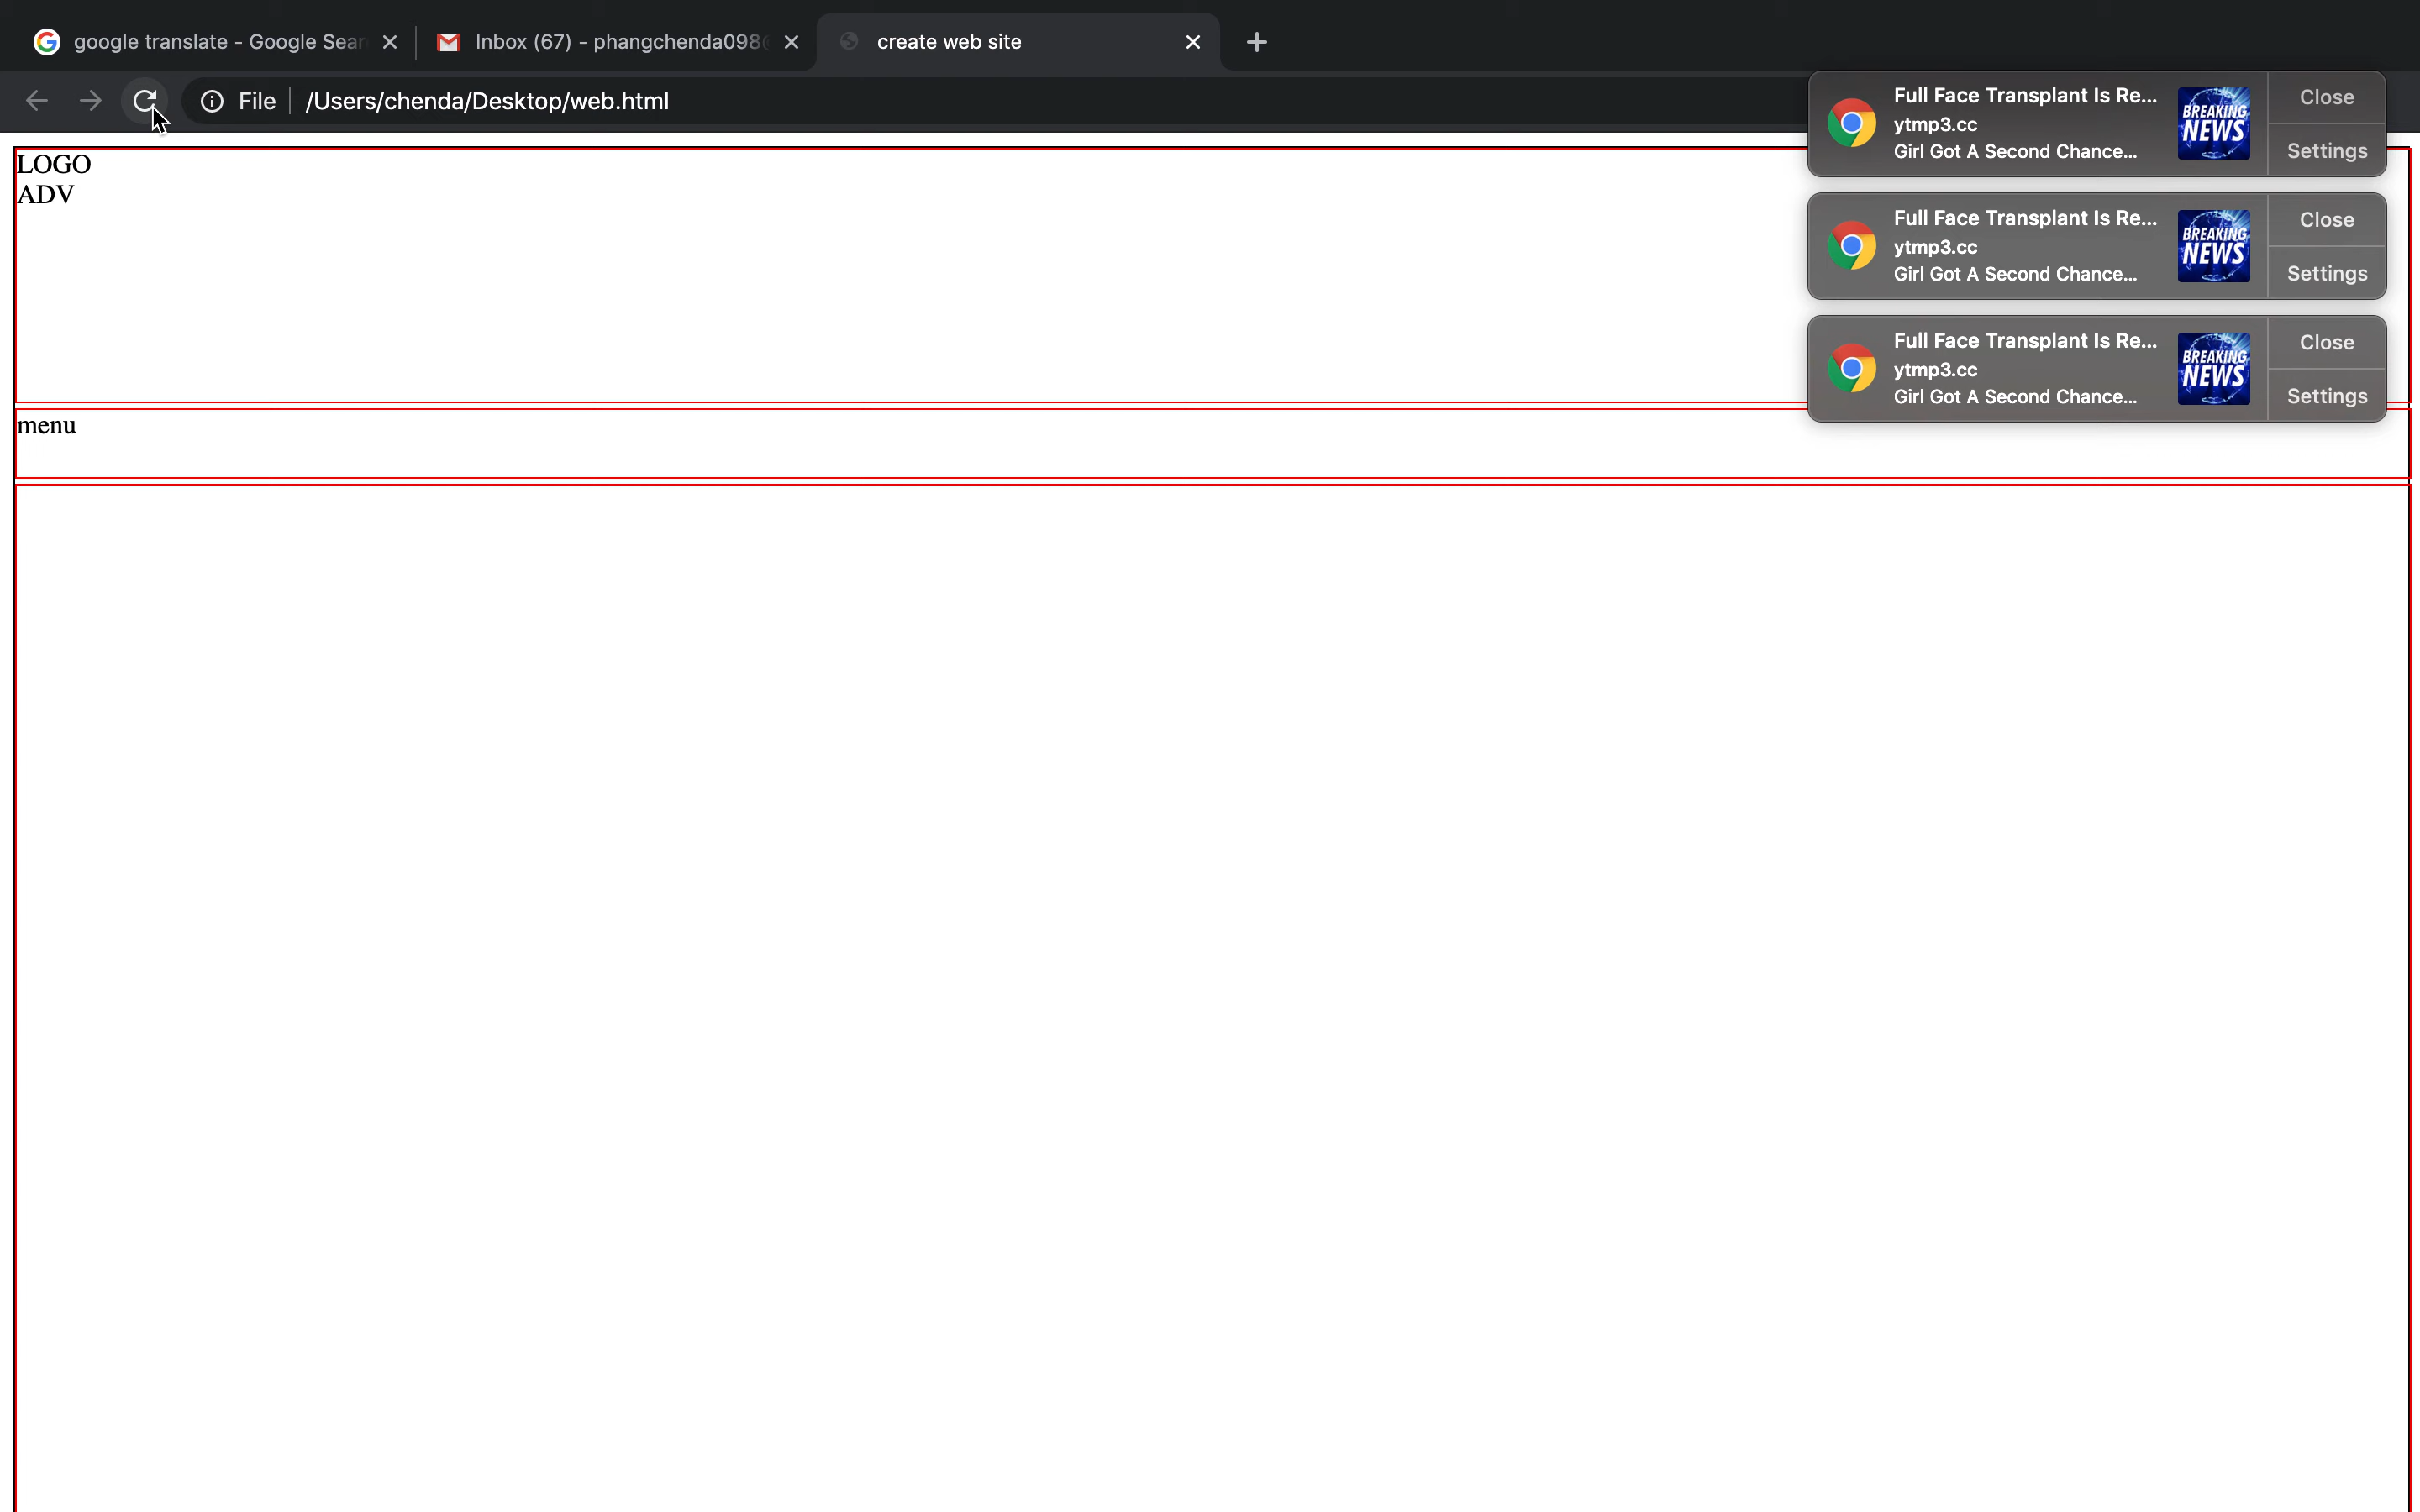 google translate - Google Sear
Inbox (67) - phangchenda098
create web site
File
/Users/chenda/Desktop/web.html
Full Face Transplant Is Re...
ytmp3.cc
Girl Got A Second Chance...
BREAKING
NEWS
Close
Settings
Full Face Transplant Is Re...
ytmp3.cc
Girl Got A Second Chance...
BREAKING
NEWS
Close
Settings
Full Face Transplant Is Re...
ytmp3.cc
Girl Got A Second Chance...
BREAKING
NEWS
Close
Settings
LOGO
ADV
menu